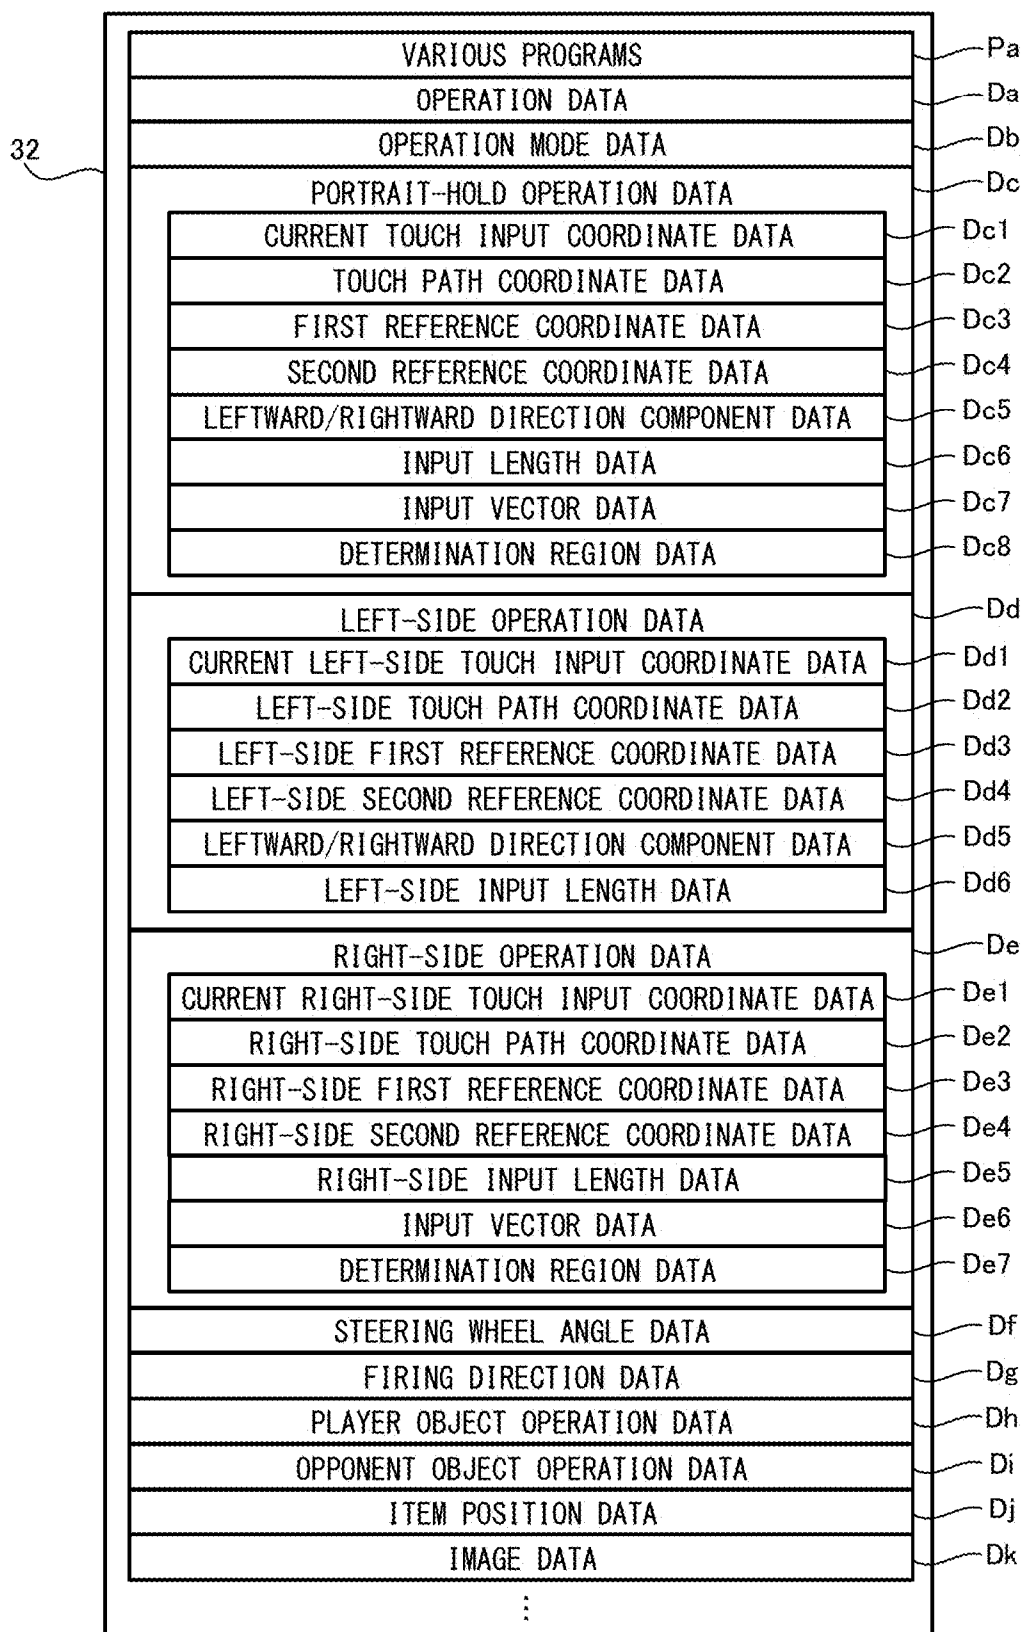 VARIOUS PROGRAMS Pa
OPERATION DATA Da
OPERATION MODE DATA Db
32
PORTRAIT-HOLD OPERATION DATA Dc
CURRENT TOUCH INPUT COORDINATE DATA Dc1
TOUCH PATH COORDINATE DATA Dc2
FIRST REFERENCE COORDINATE DATA Dc3
SECOND REFERENCE COORDINATE DATA Dc4
LEFTWARD/RIGHTWARD DIRECTION COMPONENT DATA Dc5
INPUT LENGTH DATA Dc6
INPUT VECTOR DATA Dc7
DETERMINATION REGION DATA Dc8
LEFT-SIDE OPERATION DATA Dd
CURRENT LEFT-SIDE TOUCH INPUT COORDINATE DATA Dd1
LEFT-SIDE TOUCH PATH COORDINATE DATA Dd2
LEFT-SIDE FIRST REFERENCE COORDINATE DATA Dd3
LEFT-SIDE SECOND REFERENCE COORDINATE DATA Dd4
LEFTWARD/RIGHTWARD DIRECTION COMPONENT DATA Dd5
LEFT-SIDE INPUT LENGTH DATA Dd6
RIGHT-SIDE OPERATION DATA De
CURRENT RIGHT-SIDE TOUCH INPUT COORDINATE DATA De1
RIGHT-SIDE TOUCH PATH COORDINATE DATA De2
RIGHT-SIDE FIRST REFERENCE COORDINATE DATA De3
RIGHT-SIDE SECOND REFERENCE COORDINATE DATA De4
RIGHT-SIDE INPUT LENGTH DATA De5
INPUT VECTOR DATA De6
DETERMINATION REGION DATA De7
STEERING WHEEL ANGLE DATA Df
FIRING DIRECTION DATA Dg
PLAYER OBJECT OPERATION DATA Dh
OPPONENT OBJECT OPERATION DATA Di
ITEM POSITION DATA Dj
IMAGE DATA Dk
⋮